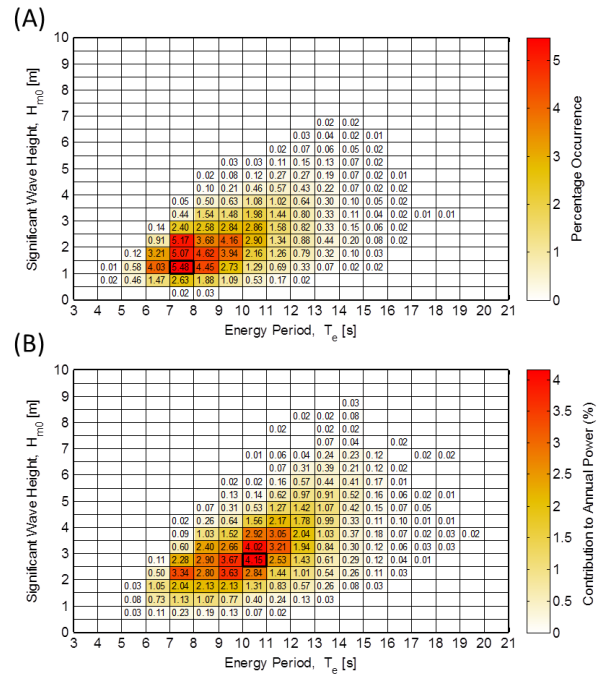 (A)
10
9
8
7
6
5
4
3
2
1
0
Significant Wave Height, H_m0 [m]
0.02 0.02
0.03 0.04 0.02 0.01
0.02 0.07 0.06 0.05 0.02
0.03 0.03 0.11 0.15 0.13 0.07 0.02
0.02 0.08 0.12 0.27 0.27 0.19 0.07 0.02 0.01
0.10 0.21 0.46 0.57 0.43 0.16 0.02 0.02
0.05 0.50 0.63 1.08 1.02 0.64 0.30 0.10 0.02
0.44 1.54 1.48 1.98 1.44 0.80 0.33 0.11 0.04 0.02 0.01 0.01
0.14 2.40 2.58 2.84 2.86 1.58 0.82 0.33 0.15 0.06
0.91 5.17 3.68 4.16 2.90 1.34 0.88 0.44 0.20 0.06 0.02
0.12 3.21 5.07 4.62 3.94 2.16 1.34 0.79 0.32 0.10 0.03
0.01 0.58 4.03 5.48 4.45 2.73 1.29 0.69 0.33 0.07 0.02 0.02
0.02 0.46 1.47 2.63 1.88 1.09 0.53 0.17 0.02
0.02 0.03
3 4 5 6 7 8 9 10 11 12 13 14 15 16 17 18 19 20 21
Energy Period, T_e [s]
5
4
3
2
1
0
Percentage Occurrence
(B)
10
9
8
7
6
5
4
3
2
1
0
Significant Wave Height, H_m0 [m]
0.03
0.02 0.02 0.08
0.02 0.02 0.02
0.07 0.04 0.02
0.01 0.06 0.04 0.24 0.23 0.12 0.02 0.02
0.07 0.31 0.39 0.21 0.12
0.02 0.02 0.16 0.57 0.44 0.41 0.17 0.02
0.13 0.14 0.62 0.97 0.91 0.51 0.15 0.06 0.02 0.01
0.07 0.31 0.53 1.27 1.42 1.07 0.42 0.07 0.05
0.04 0.26 0.64 1.56 2.17 1.78 0.99 0.33 0.11 0.07 0.01 0.02
0.09 1.03 1.52 2.92 3.05 2.04 1.10 0.33 0.18 0.10 0.02 0.03 0.02
0.60 2.40 2.66 4.02 3.21 1.94 0.84 0.30 0.12 0.06 0.03 0.03
0.11 2.28 2.90 3.67 4.15 2.53 1.43 0.61 0.29 0.12 0.04 0.01
0.50 3.34 2.80 3.63 2.84 1.44 1.01 0.54 0.26 0.11 0.03
0.03 1.05 2.04 2.13 2.13 1.31 0.83 0.57 0.26 0.08 0.03
0.08 0.73 1.13 1.07 0.77 0.40 0.24 0.13 0.03
0.03 0.11 0.23 0.19 0.13 0.07 0.02
3 4 5 6 7 8 9 10 11 12 13 14 15 16 17 18 19 20 21
Energy Period, T_e [s]
4
3.5
3
2.5
2
1.5
1
0.5
0
Contribution to Annual Power (%)